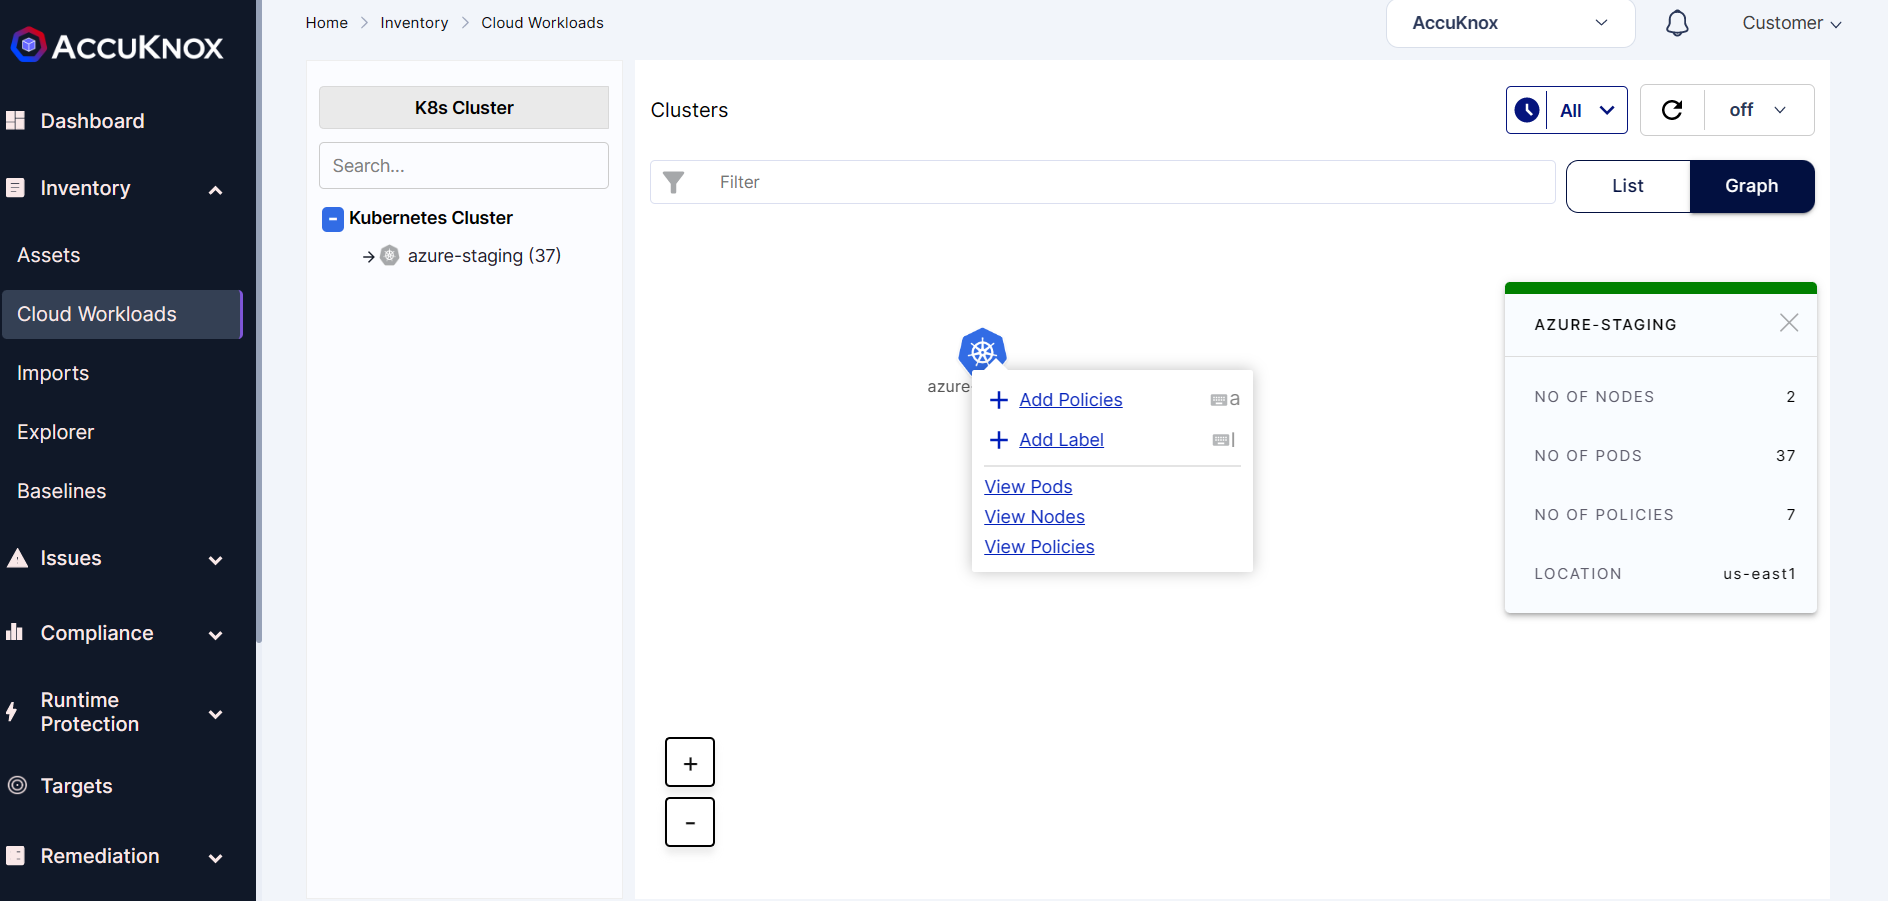 ACCUKNOX
Dashboard
Inventory
Assets
Cloud Workloads
Imports
Explorer
Baselines
Issues
Compliance
Runtime
Protection
Targets
Remediation
Home > Inventory > Cloud Workloads
AccuKnox
Customer
K8s Cluster
Search...
Kubernetes Cluster
azure-staging (37)
Clusters
All
off
Filter
List
Graph
azure-
Add Policies a
Add Label l
View Pods
View Nodes
View Policies
AZURE-STAGING
NO OF NODES 2
NO OF PODS 37
NO OF POLICIES 7
LOCATION us-east1
+
-